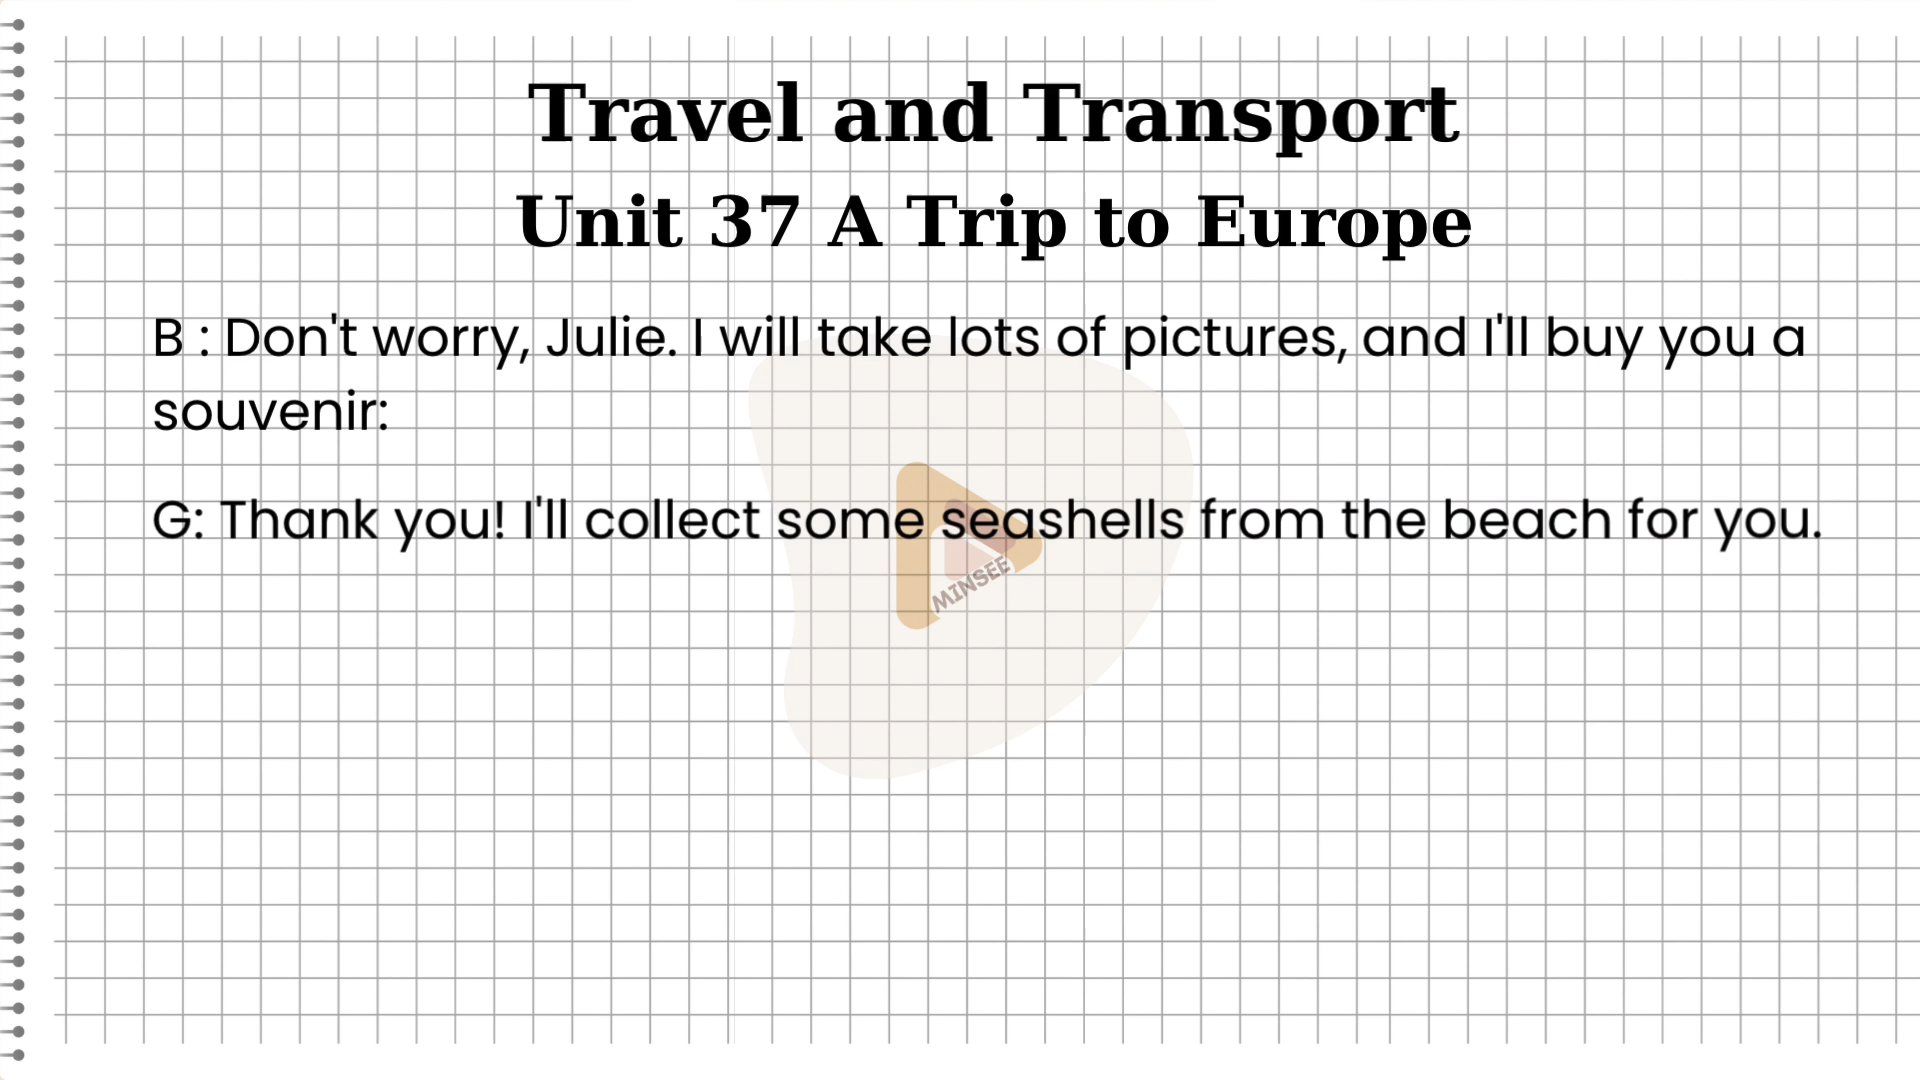 Travel and Transport
Unit 37 A Trip to Europe
B : Don't worry, Julie. I will take lots of pictures, and I'll buy you a
souvenir:
G: Thank you! I'll collect some seashells from the beach for you.
MINSEE